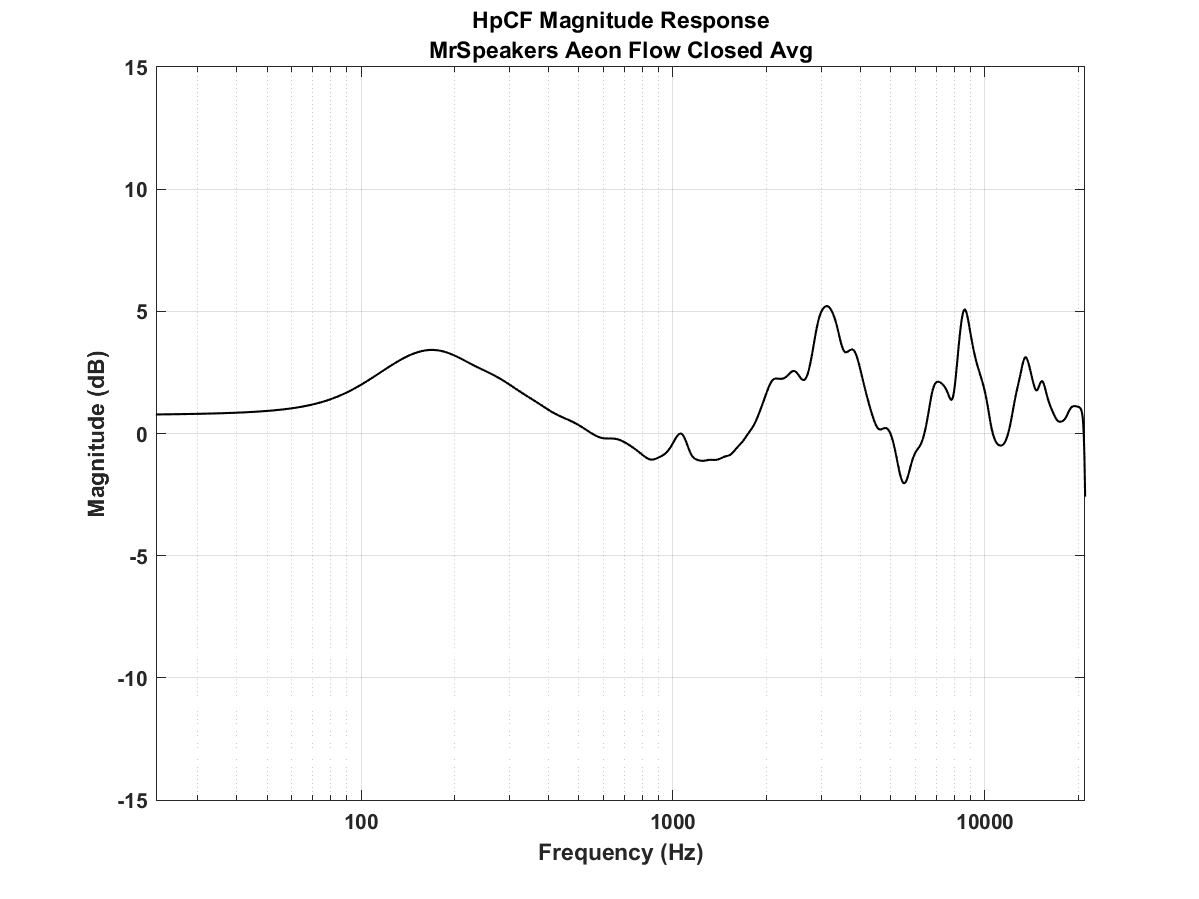 HpCF Magnitude Response
MrSpeakers Aeon Flow Closed Avg
15
10
5
0
-5
-10
-15
Magnitude (dB)
100 1000 10000
Frequency (Hz)